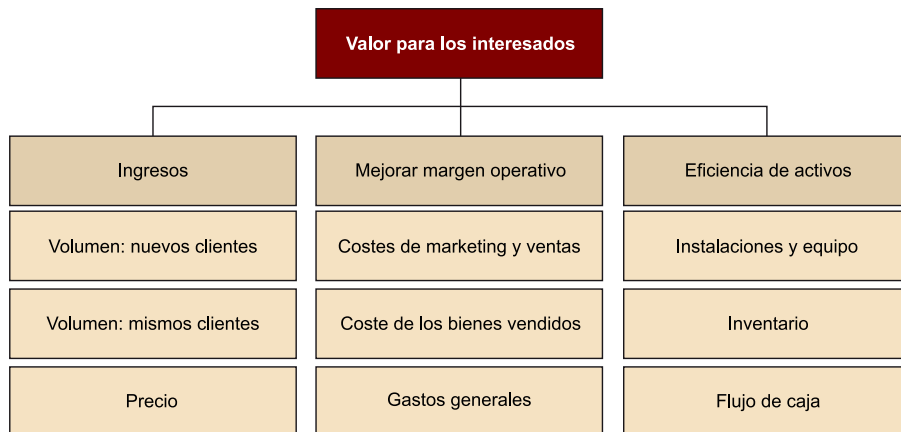 Valor para los interesados
Ingresos
Mejorar margen operativo
Eficiencia de activos
Volumen: nuevos clientes
Costes de marketing y ventas
Instalaciones y equipo
Volumen: mismos clientes
Coste de los bienes vendidos
Inventario
Precio
Gastos generales
Flujo de caja